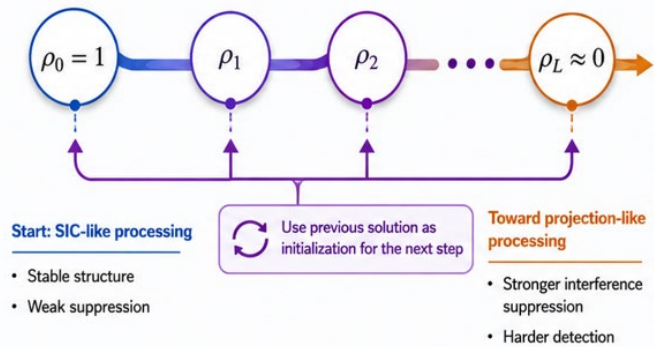 ρ₀ = 1
ρ₁
ρ₂
ρ_L ≈ 0
Use previous solution as
initialization for the next step
Start: SIC-like processing
• Stable structure
• Weak suppression
Toward projection-like
processing
• Stronger interference
suppression
• Harder detection